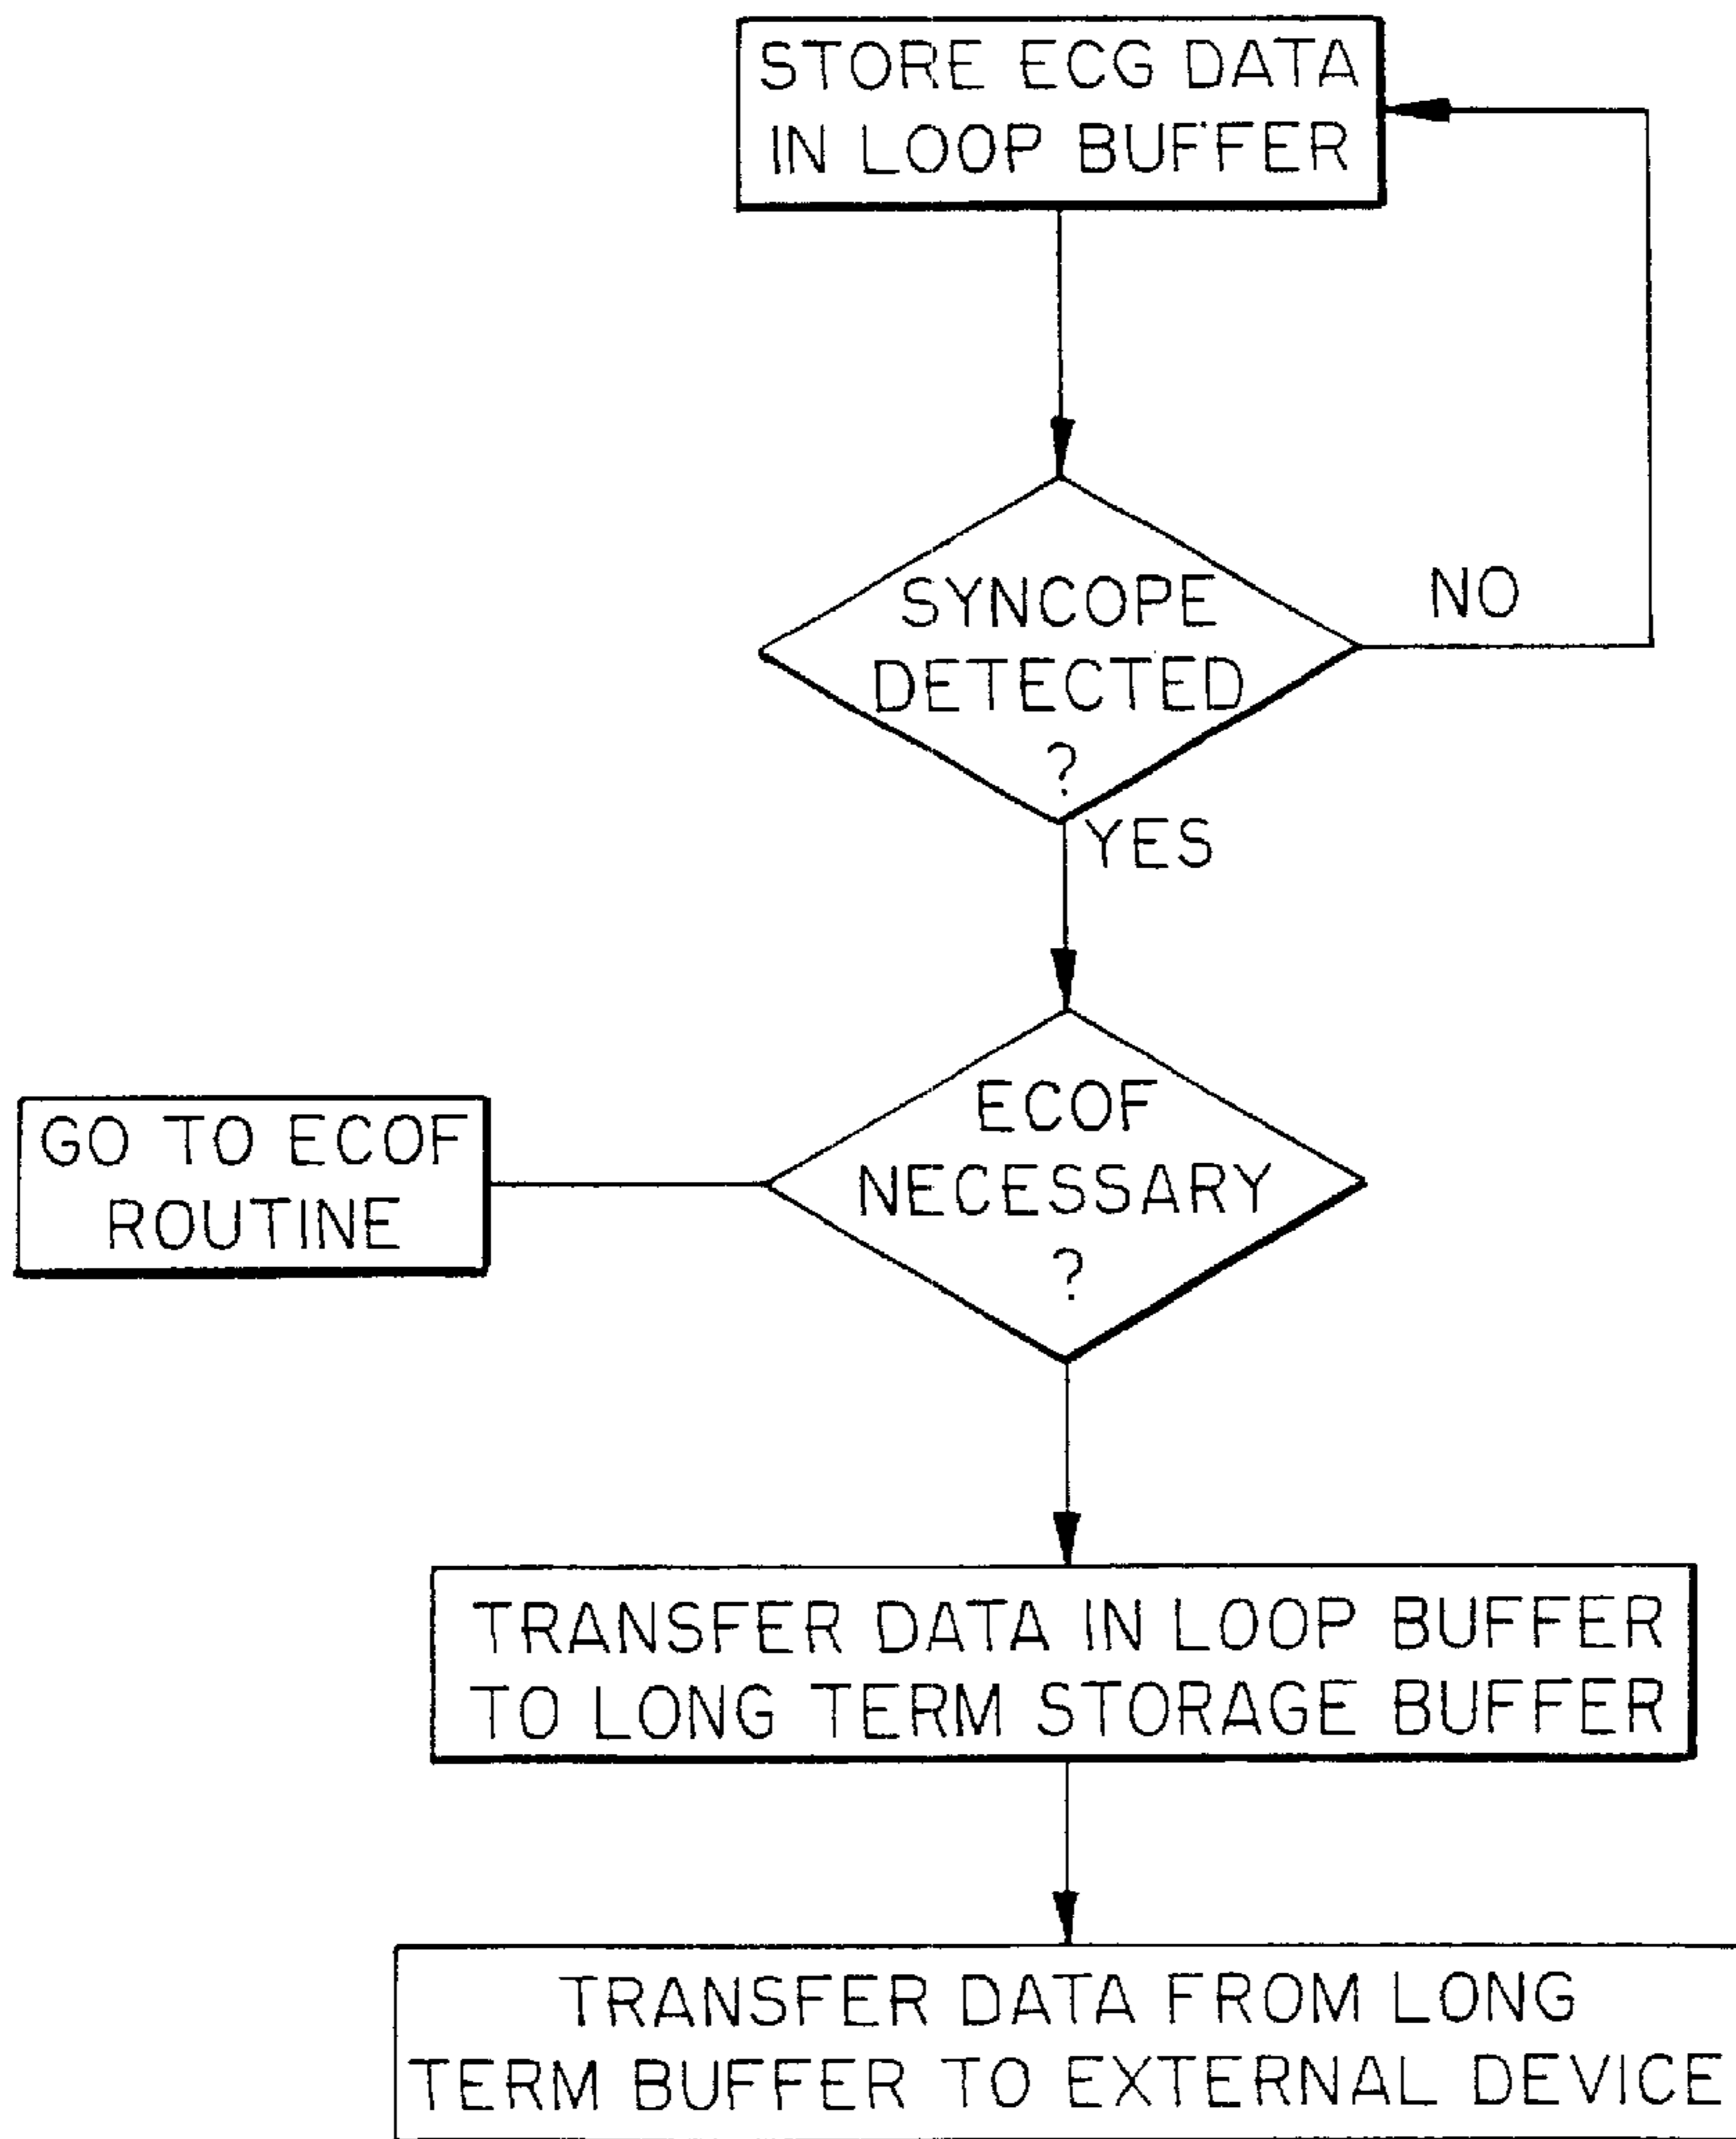 STORE ECG DATA
IN LOOP BUFFER
SYNCOPE
DETECTED
?
NO
YES
ECOF
NECESSARY
?
GO TO ECOF
ROUTINE
TRANSFER DATA IN LOOP BUFFER
TO LONG TERM STORAGE BUFFER
TRANSFER DATA FROM LONG
TERM BUFFER TO EXTERNAL DEVICE